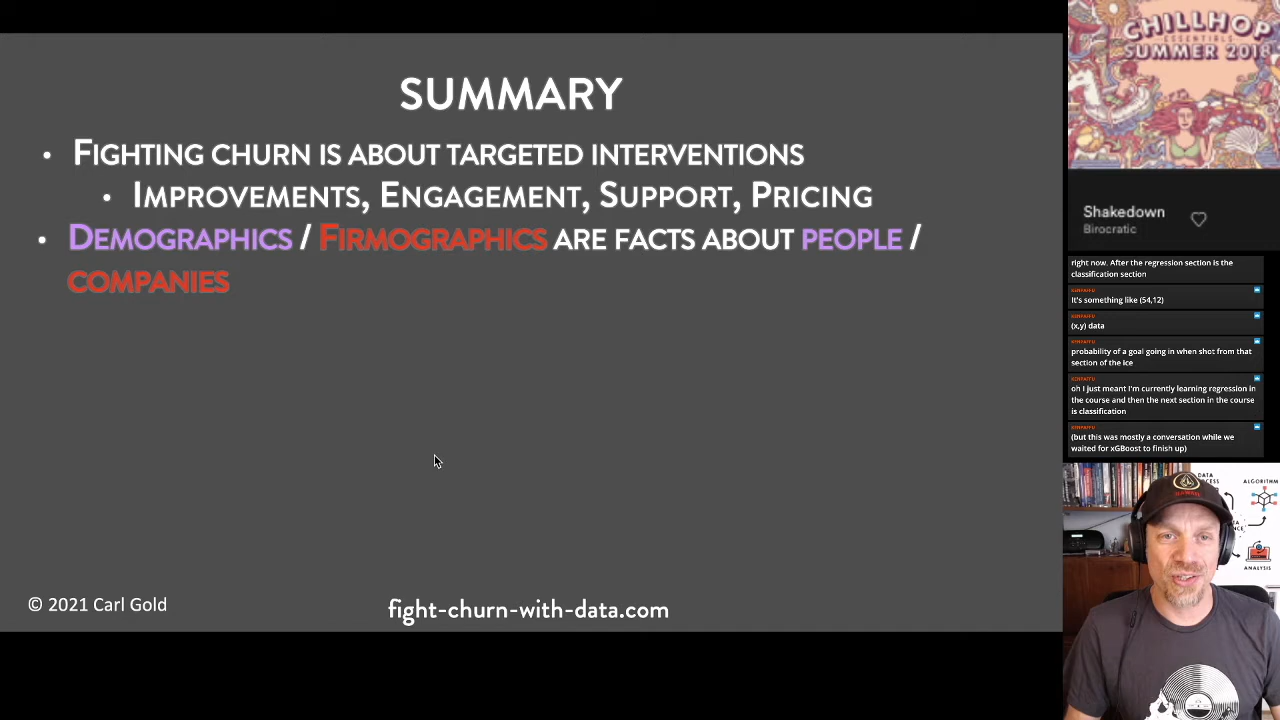 SUMMARY
• FIGHTING CHURN IS ABOUT TARGETED INTERVENTIONS
• IMPROVEMENTS, ENGAGEMENT, SUPPORT, PRICING
• DEMOGRAPHICS / FIRMOGRAPHICS ARE FACTS ABOUT PEOPLE /
COMPANIES
© 2021 Carl Gold
fight-churn-with-data.com
CHILLHOP
ESSENTIALS
SUMMER 2018
Shakedown
Birocratic
right now. After the regression section is the
classification section
It's something like (54,12)
(x,y) data
probability of a goal going in when shot from that
section of the ice
oh I just meant I'm currently learning regression in
the course and then the next section in the course
is classification
(but this was mostly a conversation while we
waited for xGBoost to finish up)
DATA
ALGORITHM
ANALYSIS